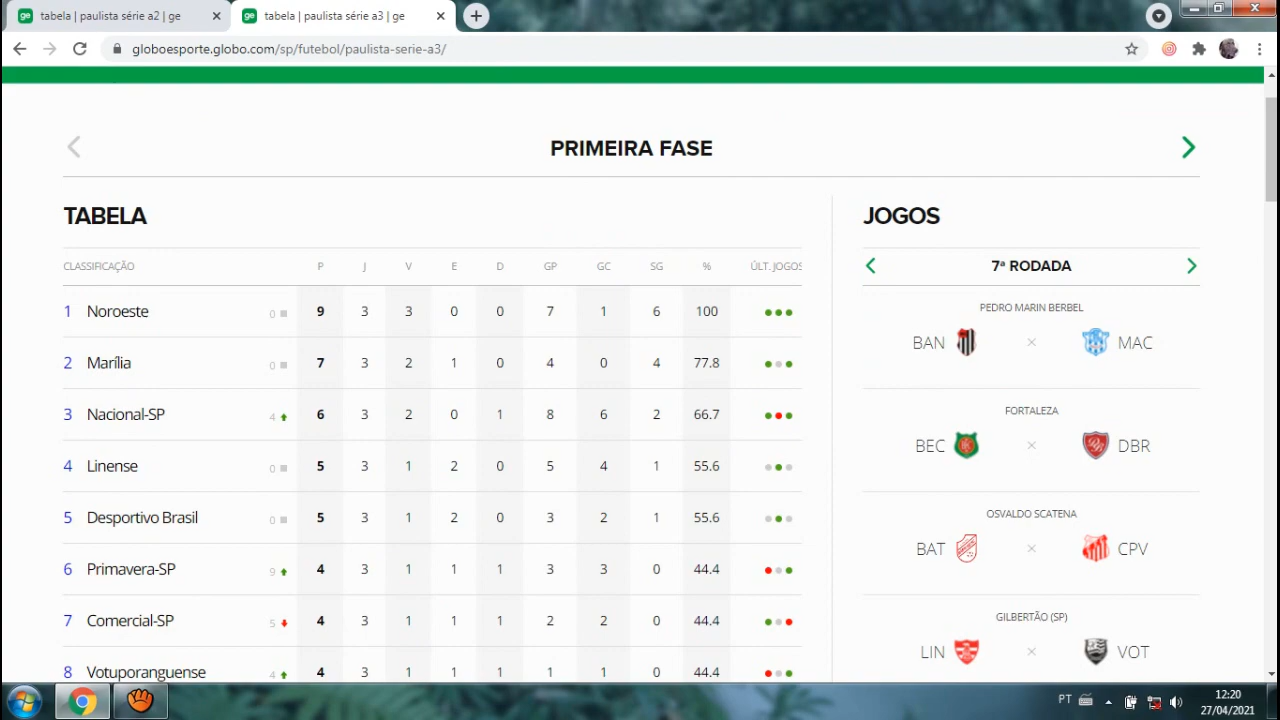 tabela | paulista série a2 | ge
tabela | paulista série a3 | ge
globoesporte.globo.com/sp/futebol/paulista-serie-a3/
PRIMEIRA FASE
TABELA
CLASSIFICAÇÃO P J V E D GP GC SG % ÚLT. JOGOS
1 Noroeste 0 9 3 3 0 0 7 1 6 100
2 Marília 0 7 3 2 1 0 4 0 4 77.8
3 Nacional-SP 4 6 3 2 0 1 8 6 2 66.7
4 Linense 0 5 3 1 2 0 5 4 1 55.6
5 Desportivo Brasil 0 5 3 1 2 0 3 2 1 55.6
6 Primavera-SP 9 4 3 1 1 1 3 3 0 44.4
7 Comercial-SP 5 4 3 1 1 1 2 2 0 44.4
8 Votuporanguense 4 4 3 1 1 1 1 1 0 44.4
JOGOS
7ª RODADA
PEDRO MARIN BERBEL
BAN × MAC
FORTALEZA
BEC × DBR
OSVALDO SCATENA
BAT × CPV
GILBERTÃO (SP)
LIN × VOT
PT
12:20
27/04/2021